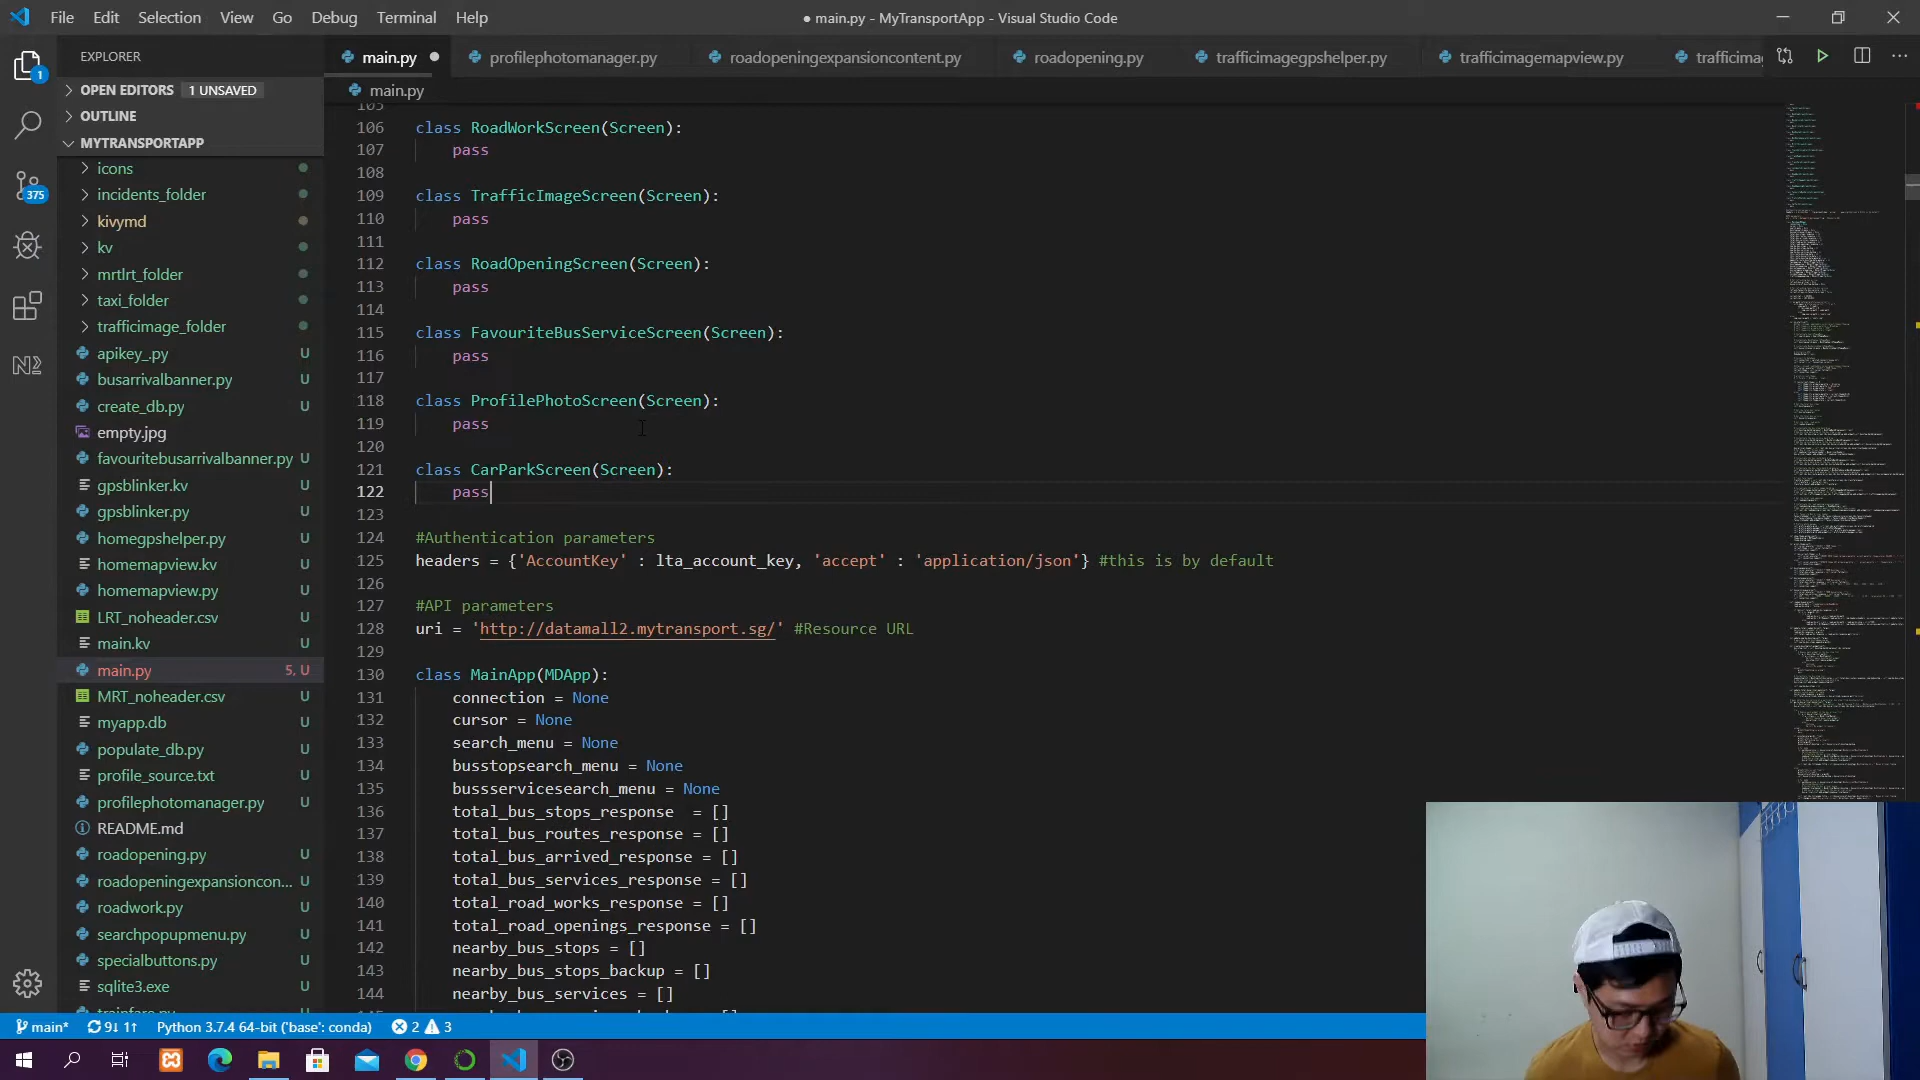 File Edit Selection View Go Debug Terminal Help
● main.py - MyTransportApp - Visual Studio Code
EXPLORER
main.py profilephotomanager.py roadopeningexpansioncontent.py roadopening.py trafficimagegpshelper.py trafficimagemapview.py
OPEN EDITORS 1 UNSAVED
OUTLINE
MYTRANSPORTAPP
icons
incidents_folder
kivymd
kv
mrtlrt_folder
taxi_folder
trafficimage_folder
apikey_.py U
busarrivalbanner.py U
create_db.py U
empty.jpg
favouritebusarrivalbanner.py U
gpsblinker.kv U
gpsblinker.py U
homegpshelper.py U
homemapview.kv U
homemapview.py U
LRT_noheader.csv U
main.kv U
main.py 5, U
MRT_noheader.csv U
myapp.db U
populate_db.py U
profile_source.txt U
profilephotomanager.py U
README.md
roadopening.py U
roadopeningexpansioncon... U
roadwork.py U
searchpopupmenu.py U
specialbuttons.py U
sqlite3.exe U
1
375
main.py
105
106 class RoadWorkScreen(Screen):
107 pass
108
109 class TrafficImageScreen(Screen):
110 pass
111
112 class RoadOpeningScreen(Screen):
113 pass
114
115 class FavouriteBusServiceScreen(Screen):
116 pass
117
118 class ProfilePhotoScreen(Screen):
119 pass
120
121 class CarParkScreen(Screen):
122 pass
123
124 #Authentication parameters
125 headers = {'AccountKey' : lta_account_key, 'accept' : 'application/json'} #this is by default
126
127 #API parameters
128 uri = 'http://datamall2.mytransport.sg/' #Resource URL
129
130 class MainApp(MDApp):
131 connection = None
132 cursor = None
133 search_menu = None
134 busstopsearch_menu = None
135 bussservicesearch_menu = None
136 total_bus_stops_response  = []
137 total_bus_routes_response = []
138 total_bus_arrived_response = []
139 total_bus_services_response = []
140 total_road_works_response = []
141 total_road_openings_response = []
142 nearby_bus_stops = []
143 nearby_bus_stops_backup = []
144 nearby_bus_services = []
main* 9↓ 1↑ Python 3.7.4 64-bit ('base': conda) 2 3